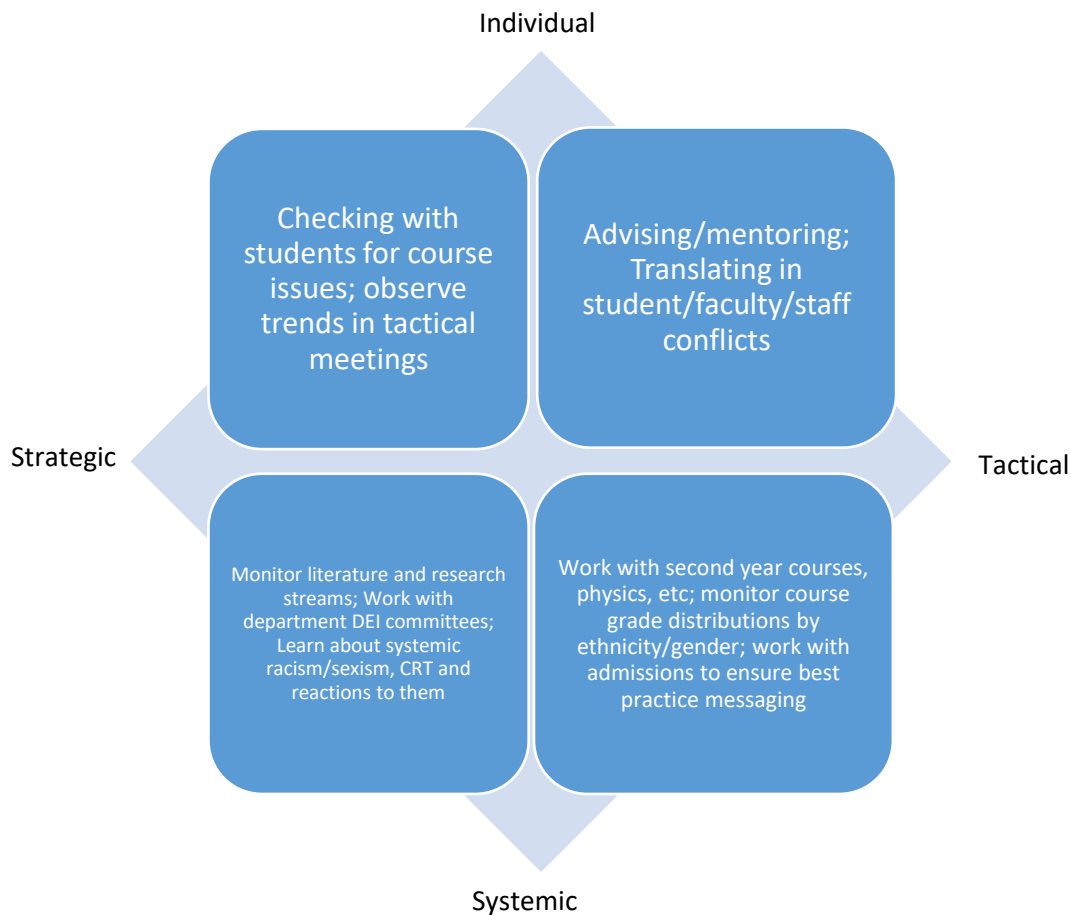 Individual
Checking with
students for course
issues; observe
trends in tactical
meetings
Advising/mentoring;
Translating in
student/faculty/staff
conflicts
Strategic
Tactical
Monitor literature and research
streams; Work with
department DEI committees;
Learn about systemic
racism/sexism, CRT and
reactions to them
Work with second year courses,
physics, etc; monitor course
grade distributions by
ethnicity/gender; work with
admissions to ensure best
practice messaging
Systemic